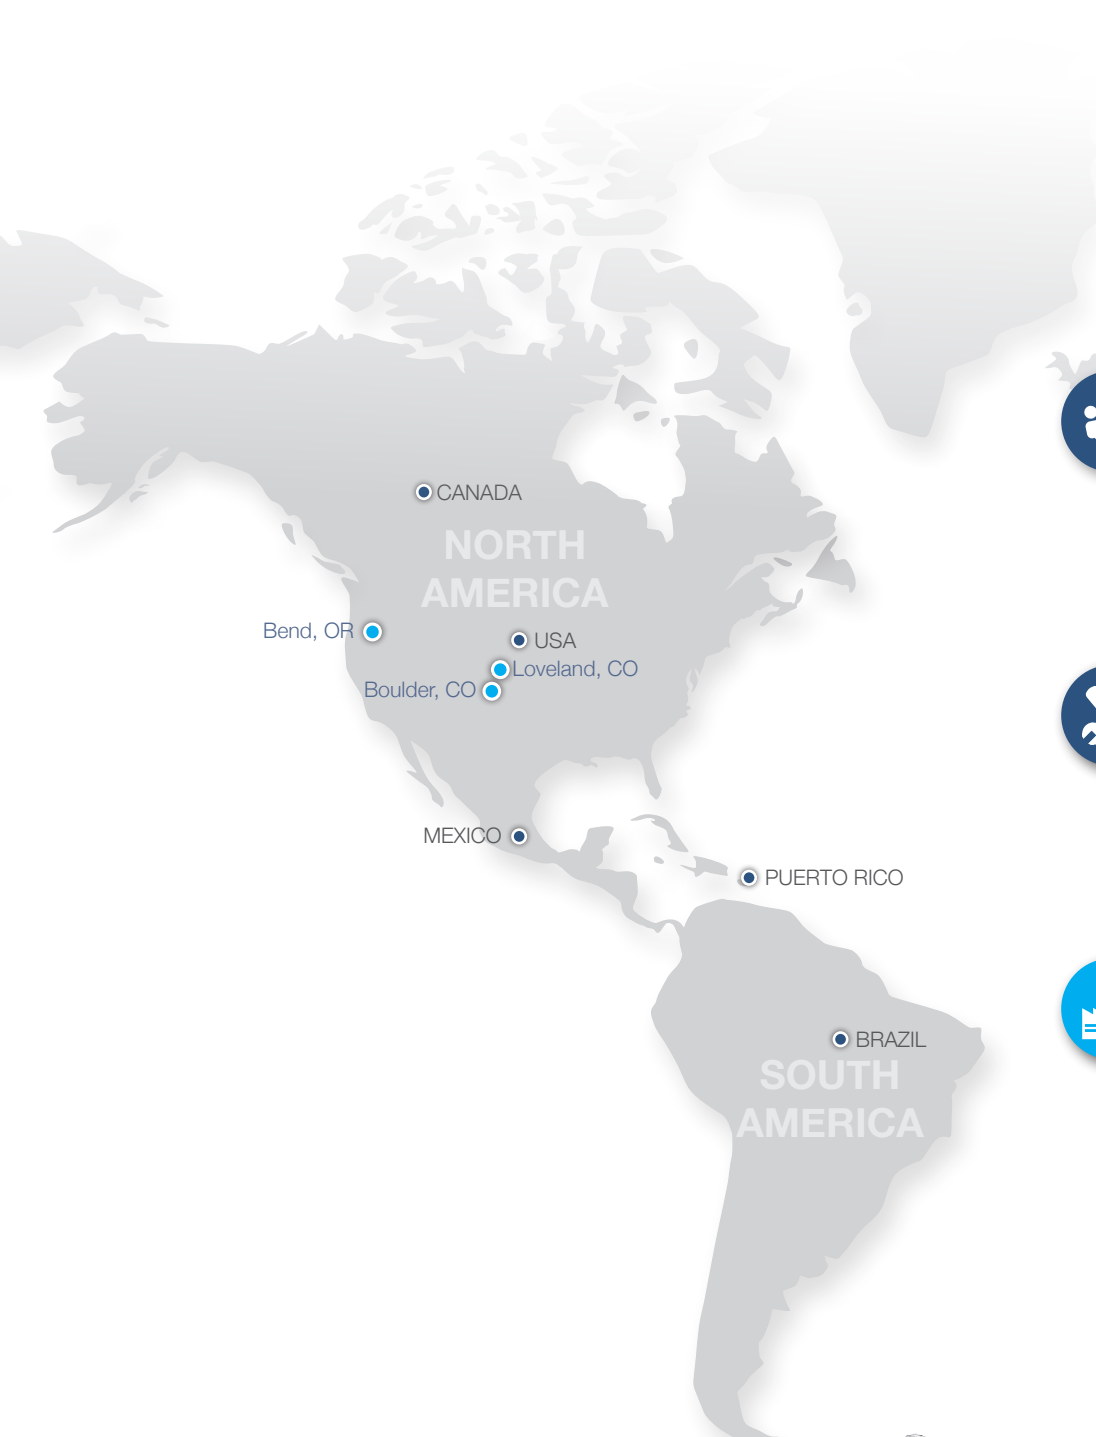 CANADA
NORTH
AMERICA
Bend, OR
USA
Loveland, CO
Boulder, CO
MEXICO
PUERTO RICO
BRAZIL
SOUTH
AMERICA